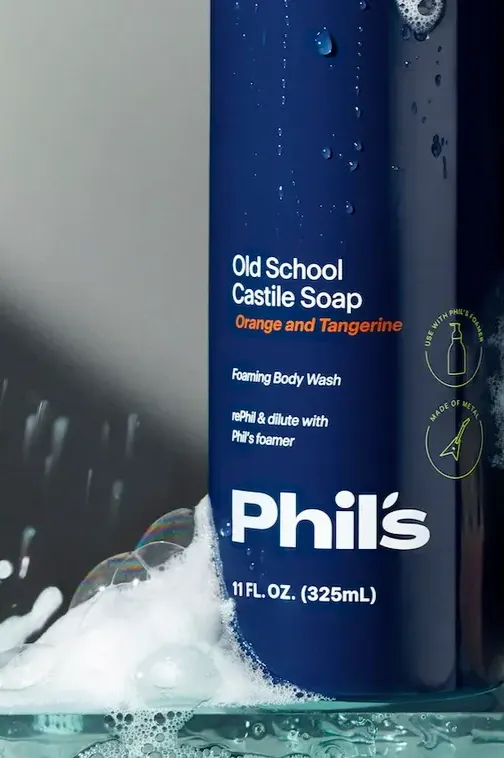 Old School
Castile Soap
Orange and Tangerine
Foaming Body Wash
rePhil & dilute with
Phil's foamer
USE WITH PHIL'S FOAMER
MADE OF METAL
Phil's
11 FL. OZ. (325mL)